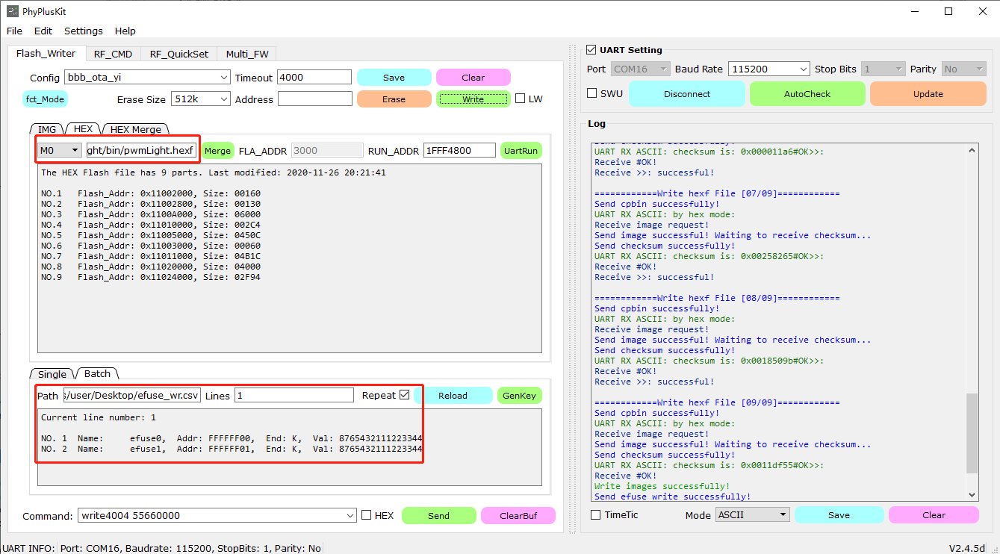 PhyPlusKit
File Edit Settings Help
Flash_Writer RF_CMD RF_QuickSet Multi_FW
Config bbb_ota_yi Timeout 4000 Save Clear
fct_Mode Erase Size 512k Address Erase Write LW
IMG HEX HEX Merge
M0 ght/bin/pwmLight.hexf Merge FLA_ADDR 3000 RUN_ADDR 1FFF4800 UartRun
The HEX Flash file has 9 parts. Last modified: 2020-11-26 20:21:41
NO.1 Flash_Addr: 0x11002000, Size: 00160
NO.2 Flash_Addr: 0x11002800, Size: 00130
NO.3 Flash_Addr: 0x1100A000, Size: 06000
NO.4 Flash_Addr: 0x11010000, Size: 002C4
NO.5 Flash_Addr: 0x11005000, Size: 0450C
NO.6 Flash_Addr: 0x11003000, Size: 00060
NO.7 Flash_Addr: 0x11011000, Size: 04B1C
NO.8 Flash_Addr: 0x11020000, Size: 04000
NO.9 Flash_Addr: 0x11024000, Size: 02F94
Single Batch
Path s/user/Desktop/efuse_wr.csv Lines 1 Repeat Reload GenKey
Current line number: 1
NO. 1 Name: efuse0, Addr: FFFFFF00, End: K, Val: 8765432111223344
NO. 2 Name: efuse1, Addr: FFFFFF01, End: K, Val: 8765432111223344
Command: write4004 55660000 HEX Send ClearBuf
UART Setting
Port COM16 Baud Rate 115200 Stop Bits 1 Parity No
SWU Disconnect AutoCheck Update
Log
Send checksum successfully!
UART RX ASCII: checksum is: 0x000011a6#OK>>:
Receive #OK!
Receive >>: successful!
============Write hexf File [07/09]============
Send cpbin successfully!
UART RX ASCII: by hex mode:
Receive image request!
Send image successful! Waiting to receive checksum...
Send checksum successfully!
UART RX ASCII: checksum is: 0x00258265#OK>>:
Receive #OK!
Receive >>: successful!
============Write hexf File [08/09]============
Send cpbin successfully!
UART RX ASCII: by hex mode:
Receive image request!
Send image successful! Waiting to receive checksum...
Send checksum successfully!
UART RX ASCII: checksum is: 0x0018509b#OK>>:
Receive #OK!
Receive >>: successful!
============Write hexf File [09/09]============
Send cpbin successfully!
UART RX ASCII: by hex mode:
Receive image request!
Send image successful! Waiting to receive checksum...
Send checksum successfully!
UART RX ASCII: checksum is: 0x0011df55#OK>>:
Receive #OK!
Write images successfully!
Send efuse write successfully!
TimeTic Mode ASCII Save Clear
UART INFO: Port: COM16, Baudrate: 115200, StopBits: 1, Parity: No V2.4.5d